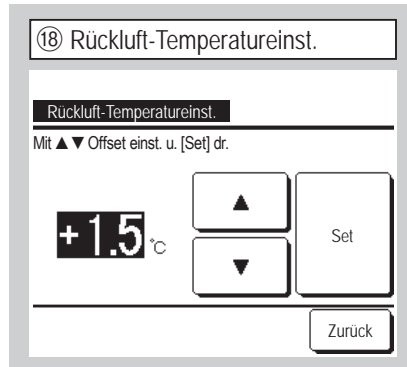 ⑱ Rückluft-Temperatureinst.
Rückluft-Temperatureinst.
Mit ▲▼ Offset einst. u. [Set] dr.
+1.5 °C
▲
Set
▼
Zurück